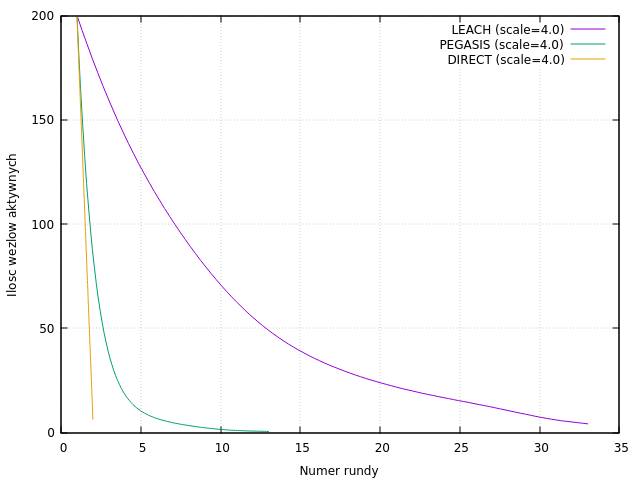 200
150
100
50
0
Ilosc wezlow aktywnych
LEACH (scale=4.0)
PEGASIS (scale=4.0)
DIRECT (scale=4.0)
0 5 10 15 20 25 30 35
Numer rundy